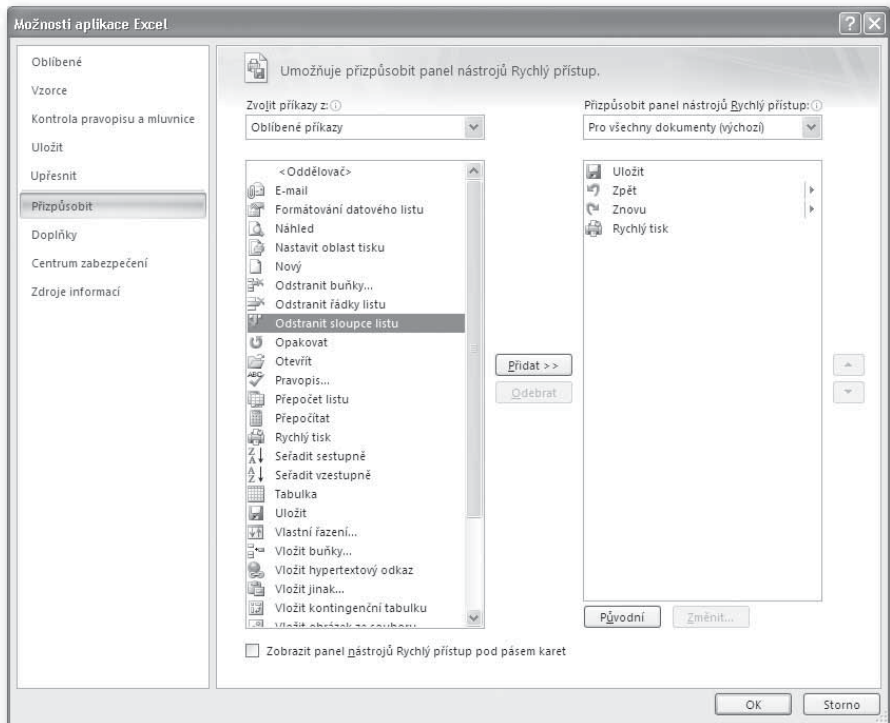 Možnosti aplikace Excel
Oblíbené
Vzorce
Kontrola pravopisu a mluvnice
Uložit
Upřesnit
Přizpůsobit
Doplňky
Centrum zabezpečení
Zdroje informací
Umožňuje přizpůsobit panel nástrojů Rychlý přístup.
Zvolit příkazy z:
Oblíbené příkazy
<Oddělovač>
E-mail
Formátování datového listu
Náhled
Nastavit oblast tisku
Nový
Odstranit buňky...
Odstranit řádky listu
Odstranit sloupce listu
Opakovat
Otevřít
Pravopis...
Přepočet listu
Přepočítat
Rychlý tisk
Seřadit sestupně
Seřadit vzestupně
Tabulka
Uložit
Vlastní řazení...
Vložit buňky...
Vložit hypertextový odkaz
Vložit jinak...
Vložit kontingenční tabulku
Vložit obrázek ze souboru
Zobrazit panel nástrojů Rychlý přístup pod pásem karet
Přidat >>
Odebrat
Přizpůsobit panel nástrojů Rychlý přístup:
Pro všechny dokumenty (výchozí)
Uložit
Zpět
Znovu
Rychlý tisk
Původní
Změnit...
OK
Storno